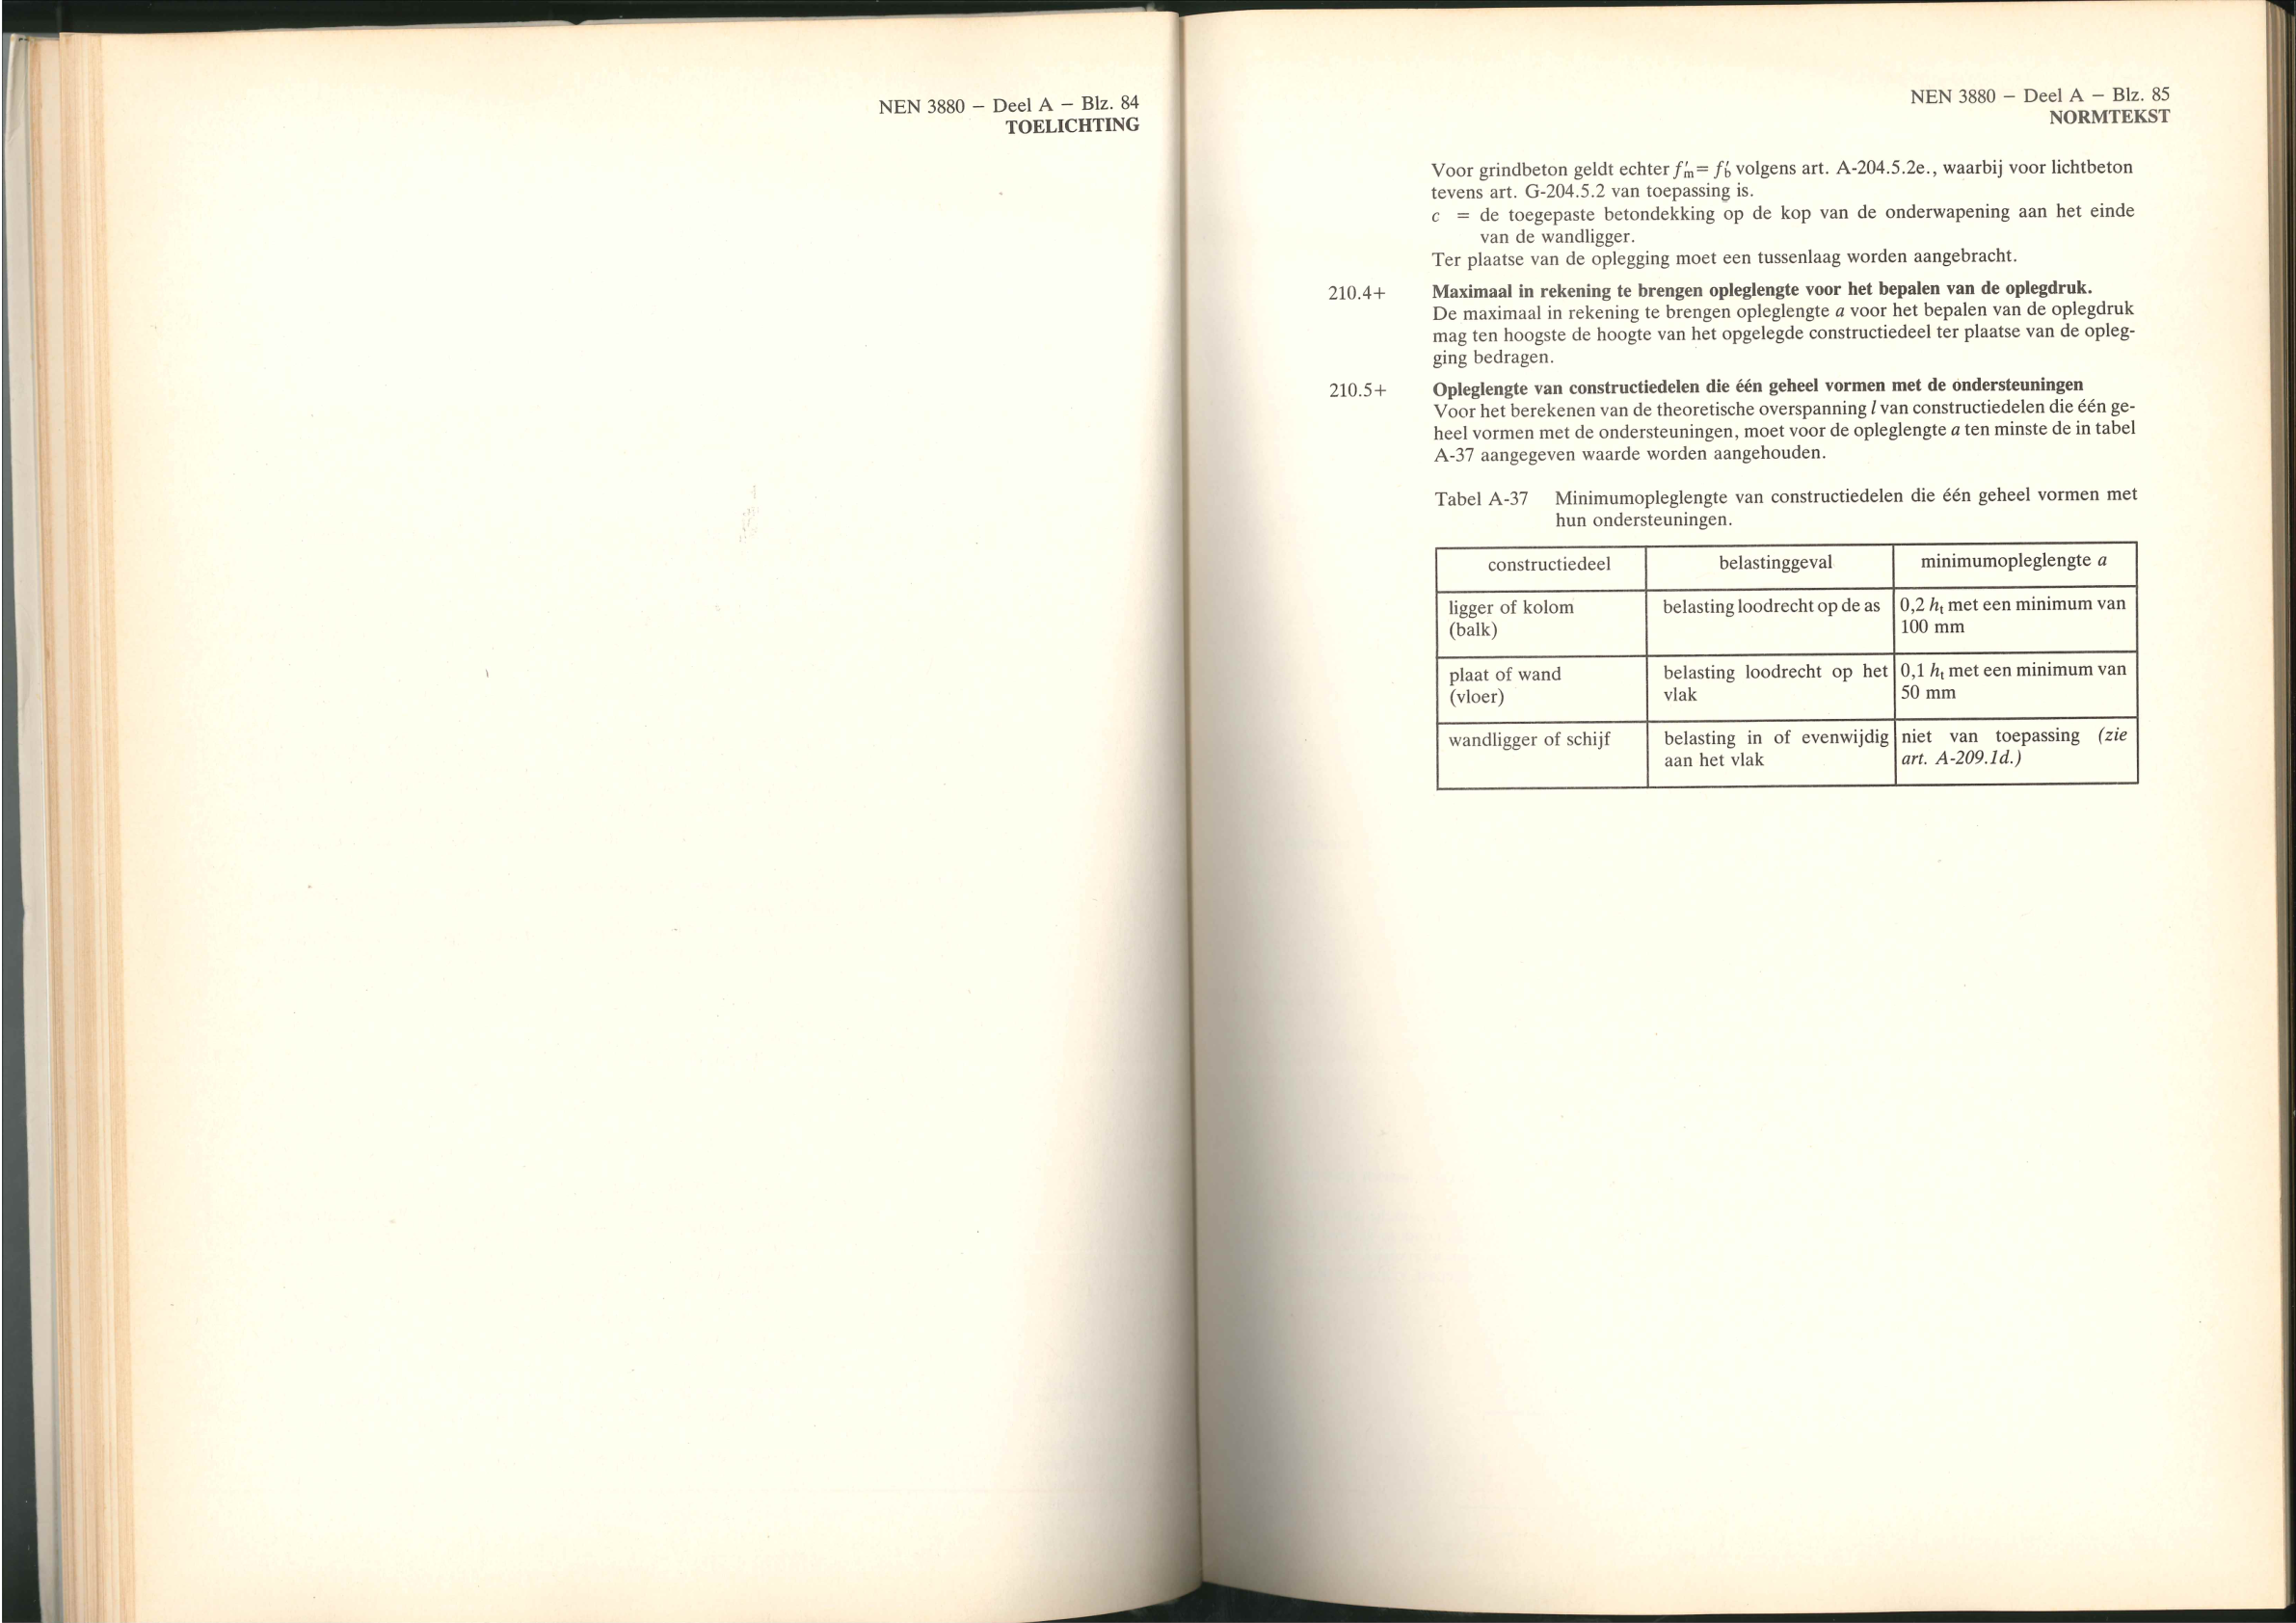 NEN 3880 – Deel A – Blz. 84
TOELICHTING
NEN 3880 – Deel A – Blz. 85
NORMTEKST
Voor grindbeton geldt echter f′m = f′b volgens art. A-204.5.2e., waarbij voor lichtbeton
tevens art. G-204.5.2 van toepassing is.
c = de toegepaste betondekking op de kop van de onderwapening aan het einde
van de wandligger.
Ter plaatse van de oplegging moet een tussenlaag worden aangebracht.
210.4+ Maximaal in rekening te brengen opleglengte voor het bepalen van de oplegdruk.
De maximaal in rekening te brengen opleglengte a voor het bepalen van de oplegdruk
mag ten hoogste de hoogte van het opgelegde constructiedeel ter plaatse van de opleg-
ging bedragen.
210.5+ Opleglengte van constructiedelen die één geheel vormen met de ondersteuningen
Voor het berekenen van de theoretische overspanning l van constructiedelen die één ge-
heel vormen met de ondersteuningen, moet voor de opleglengte a ten minste de in tabel
A-37 aangegeven waarde worden aangehouden.
Tabel A-37 Minimumopleglengte van constructiedelen die één geheel vormen met
hun ondersteuningen.
constructiedeel belastinggeval minimumopleglengte a
ligger of kolom belasting loodrecht op de as 0,2 ht met een minimum van
(balk) 100 mm
plaat of wand belasting loodrecht op het 0,1 ht met een minimum van
(vloer) vlak 50 mm
wandligger of schijf belasting in of evenwijdig niet van toepassing (zie
aan het vlak art. A-209.1d.)